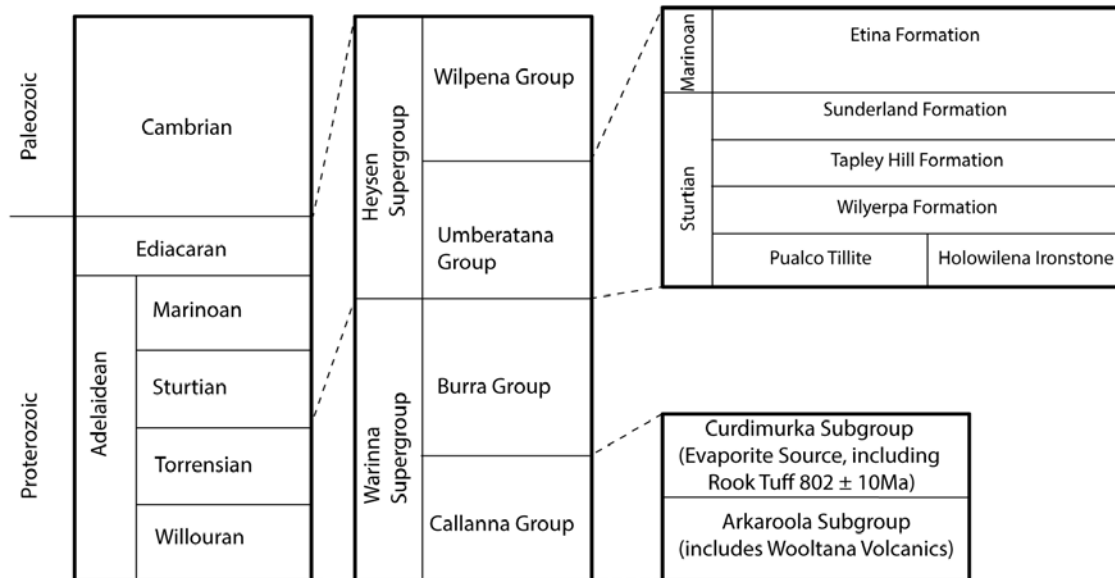 Paleozoic
Proterozoic
Cambrian
Ediacaran
Adelaidean
Marinoan
Sturtian
Torrensian
Willouran
Heysen
Supergroup
Warinna
Supergroup
Wilpena Group
Umberatana
Group
Burra Group
Callanna Group
Marinoan
Sturtian
Etina Formation
Sunderland Formation
Tapley Hill Formation
Wilyerpa Formation
Pualco Tillite
Holowilena Ironstone
Curdimurka Subgroup
(Evaporite Source, including
Rook Tuff 802 ± 10Ma)
Arkaroola Subgroup
(includes Wooltana Volcanics)